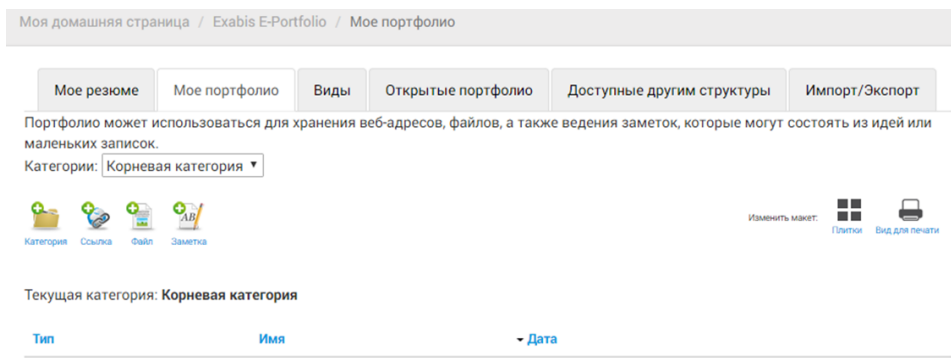 Моя домашняя страница / Exabis E-Portfolio / Мое портфолио
Мое резюме Мое портфолио Виды Открытые портфолио Доступные другим структуры Импорт/Экспорт
Портфолио может использоваться для хранения веб-адресов, файлов, а также ведения заметок, которые могут состоять из идей или
маленьких записок.
Категории: Корневая категория
AB
Изменить макет:
Категория Ссылка Файл Заметка Плитки Вид для печати
Текущая категория: Корневая категория
Тип Имя Дата